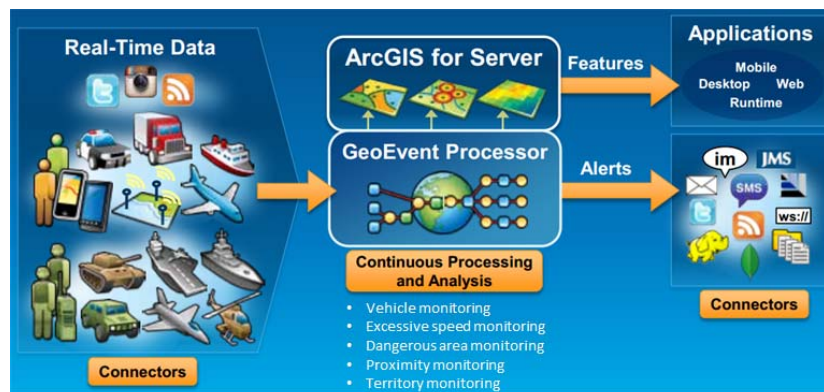 Real-Time Data
Connectors
ArcGIS for Server
GeoEvent Processor
Continuous Processing
and Analysis
• Vehicle monitoring
• Excessive speed monitoring
• Dangerous area monitoring
• Proximity monitoring
• Territory monitoring
Features
Alerts
Applications
Mobile
Desktop Web
Runtime
im
JMS
SMS
ws://
Connectors